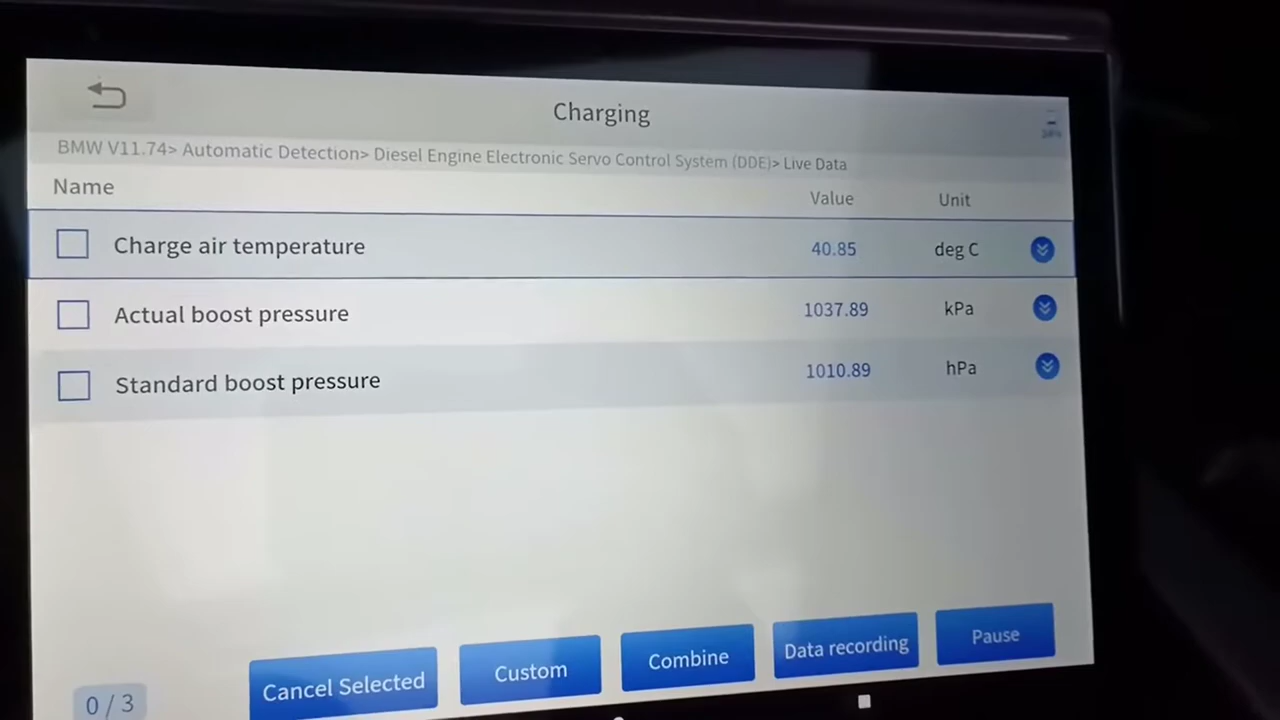 Charging
BMW V11.74> Automatic Detection> Diesel Engine Electronic Servo Control System (DDE)> Live Data
Name Value Unit
Charge air temperature 40.85 deg C
Actual boost pressure 1037.89 kPa
Standard boost pressure 1010.89 hPa
0 / 3 Cancel Selected Custom Combine Data recording Pause